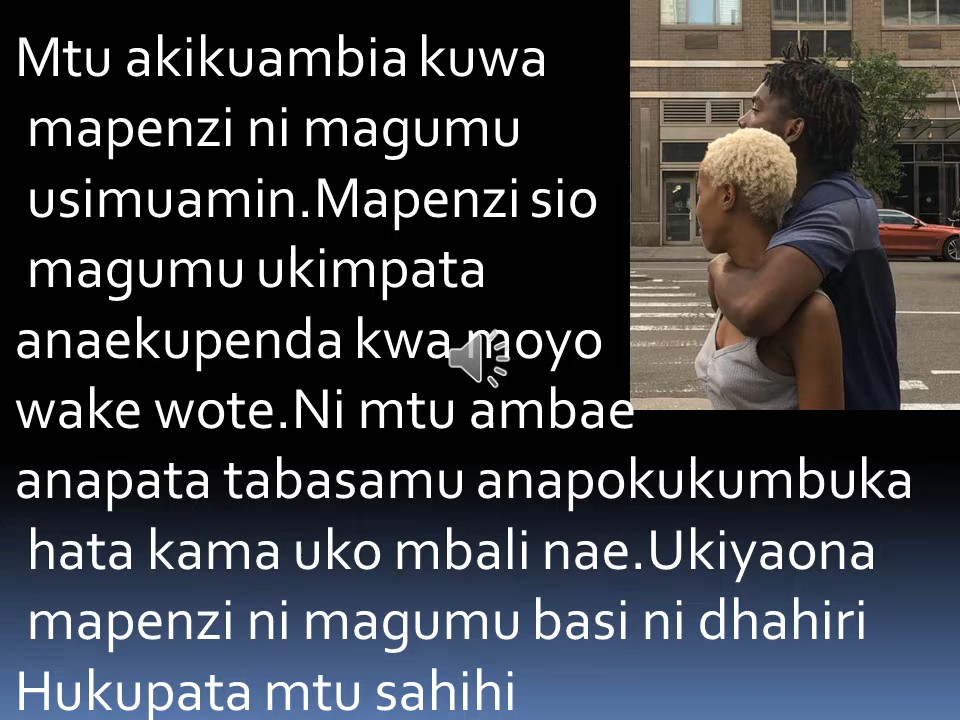 Mtu akikuambia kuwa
mapenzi ni magumu
usimuamin.Mapenzi sio
magumu ukimpata
anaekupenda kwa moyo
wake wote.Ni mtu ambae
anapata tabasamu anapokukumbuka
hata kama uko mbali nae.Ukiyaona
mapenzi ni magumu basi ni dhahiri
Hukupata mtu sahihi